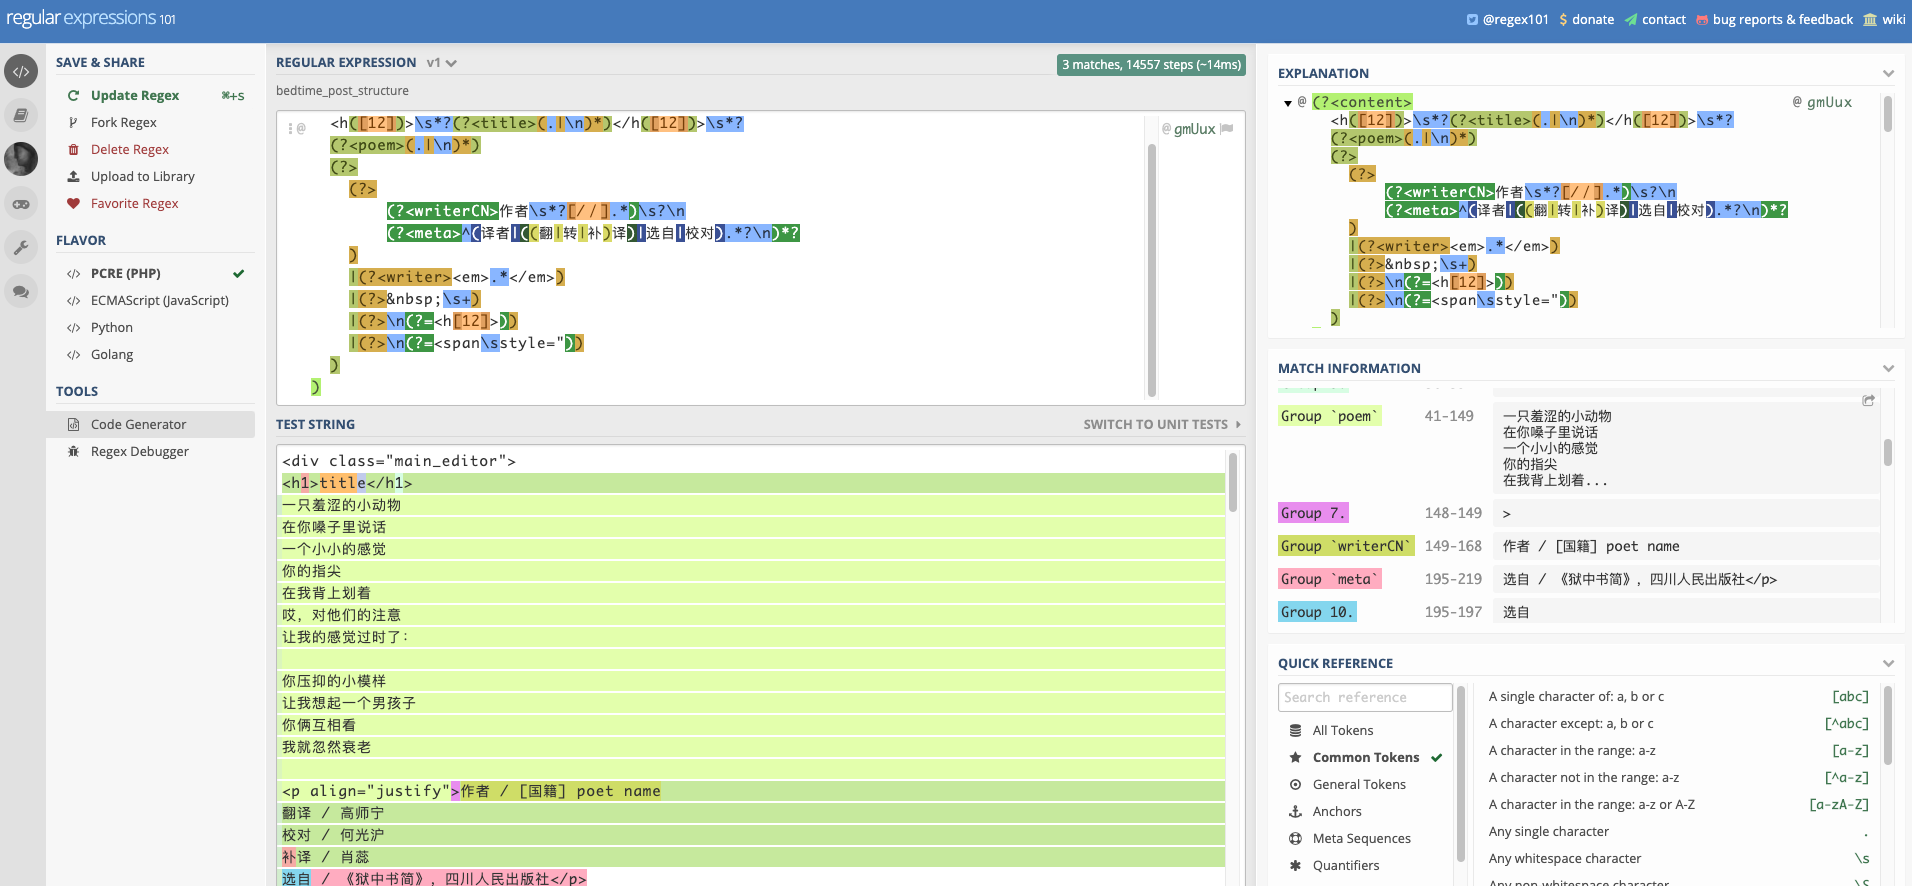 regular expressions 101
@regex101
$ donate
contact
bug reports & feedback
wiki
SAVE & SHARE
Update Regex ⌘+S
Fork Regex
Delete Regex
Upload to Library
Favorite Regex
FLAVOR
PCRE (PHP)
ECMAScript (JavaScript)
Python
Golang
TOOLS
Code Generator
Regex Debugger
REGULAR EXPRESSION v1
3 matches, 14557 steps (~14ms)
bedtime_post_structure
@ <h([12])>\s*?(?<title>(.|\n)*)</h([12])>\s*? @ gmUux
(?<poem>(.|\n)*)
(?>
(?>
(?<writerCN>作者\s*?[//].*)\s?\n
(?<meta>^(译者|((翻|转|补)译)|选自|校对).*?\n)*?
)
|(?<writer><em>.*</em>)
|(?>&nbsp;\s+)
|(?>\n(?=<h[12]>))
|(?>\n(?=<span\sstyle="))
)
)
TEST STRING
SWITCH TO UNIT TESTS
<div class="main_editor">
<h1>title</h1>
一只羞涩的小动物
在你嗓子里说话
一个小小的感觉
你的指尖
在我背上划着
哎，对他们的注意
让我的感觉过时了：
你压抑的小模样
让我想起一个男孩子
你俩互相看
我就忽然衰老
<p align="justify">作者 / [国籍] poet name
翻译 / 高师宁
校对 / 何光沪
补译 / 肖蕊
选自 / 《狱中书简》，四川人民出版社</p>
EXPLANATION
@ (?<content> @ gmUux
<h([12])>\s*?(?<title>(.|\n)*)</h([12])>\s*?
(?<poem>(.|\n)*)
(?>
(?>
(?<writerCN>作者\s*?[//].*)\s?\n
(?<meta>^(译者|((翻|转|补)译)|选自|校对).*?\n)*?
)
|(?<writer><em>.*</em>)
|(?>&nbsp;\s+)
|(?>\n(?=<h[12]>))
|(?>\n(?=<span\sstyle="))
)
MATCH INFORMATION
Group `poem` 41-149 一只羞涩的小动物
在你嗓子里说话
一个小小的感觉
你的指尖
在我背上划着...
Group 7. 148-149 >
Group `writerCN` 149-168 作者 / [国籍] poet name
Group `meta` 195-219 选自 / 《狱中书简》，四川人民出版社</p>
Group 10. 195-197 选自
QUICK REFERENCE
Search reference
All Tokens
Common Tokens
General Tokens
Anchors
Meta Sequences
Quantifiers
A single character of: a, b or c [abc]
A character except: a, b or c [^abc]
A character in the range: a-z [a-z]
A character not in the range: a-z [^a-z]
A character in the range: a-z or A-Z [a-zA-Z]
Any single character .
Any whitespace character \s
Any non-whitespace character \S